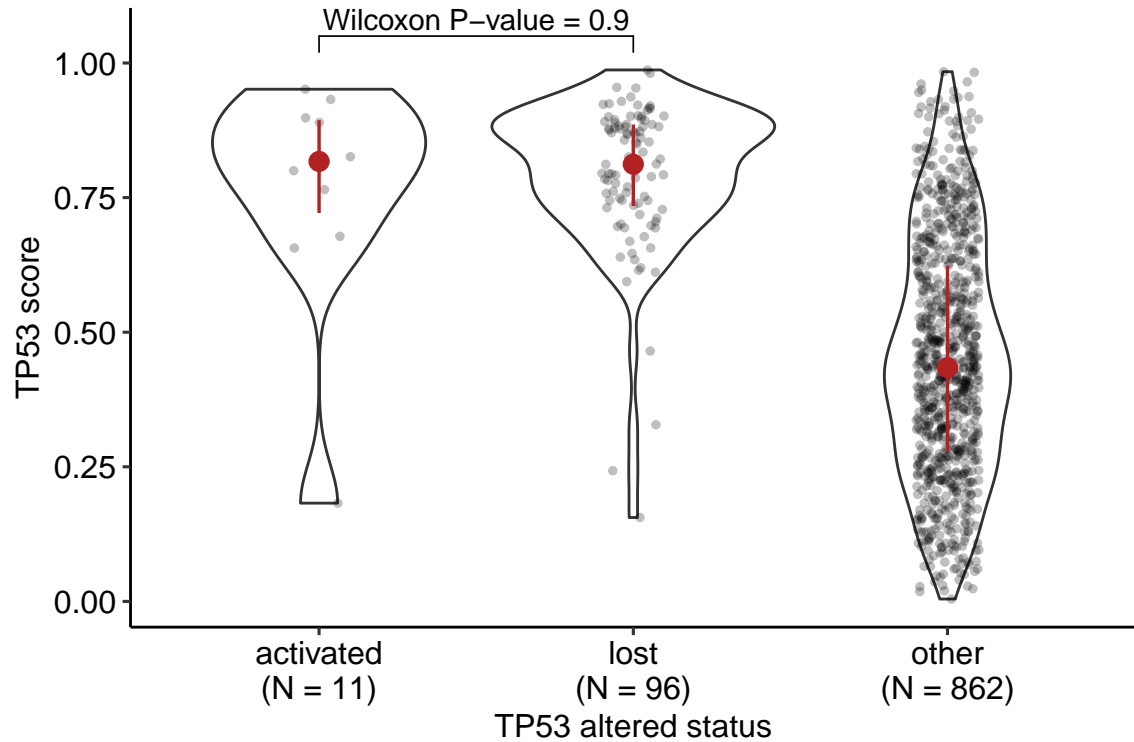 Wilcoxon P−value = 0.9
1.00
0.75
0.50
0.25
0.00
TP53 score
activated
(N = 11)
lost
(N = 96)
other
(N = 862)
TP53 altered status